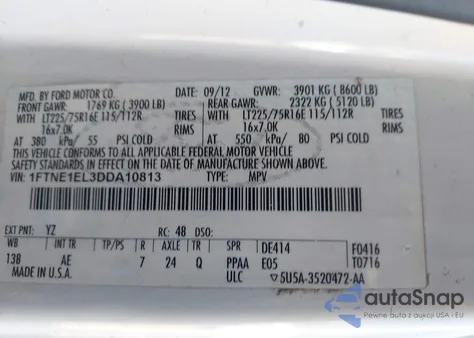 MFD. BY FORD MOTOR CO. DATE: 09/12 GVWR: 3901 KG (8600 LB)
FRONT GAWR: 1769 KG (3900 LB) REAR GAWR: 2322 KG (5120 LB)
WITH LT225/75R16E 115/112R WITH LT225/75R16E 115/112R
16x7.0K TIRES RIMS 16x7.0K TIRES RIMS
AT 380 kPa/ 55 PSI COLD AT 550 kPa/ 80 PSI COLD
THIS VEHICLE CONFORMS TO ALL APPLICABLE FEDERAL MOTOR VEHICLE
SAFETY STANDARDS IN EFFECT ON THE DATE OF MANUFACTURE SHOWN ABOVE.
VIN: 1FTNE1EL3DDA10813 TYPE: MPV
EXT PNT: YZ RC: 48 DSO:
WB INT TR TP/PS R AXLE TR SPR DE414 F0416
138 AE 7 24 Q PPAA E05 T0716
MADE IN U.S.A. ULC 5U5A-3520472-AA
autaSnap
Pewne auta z USA i EU